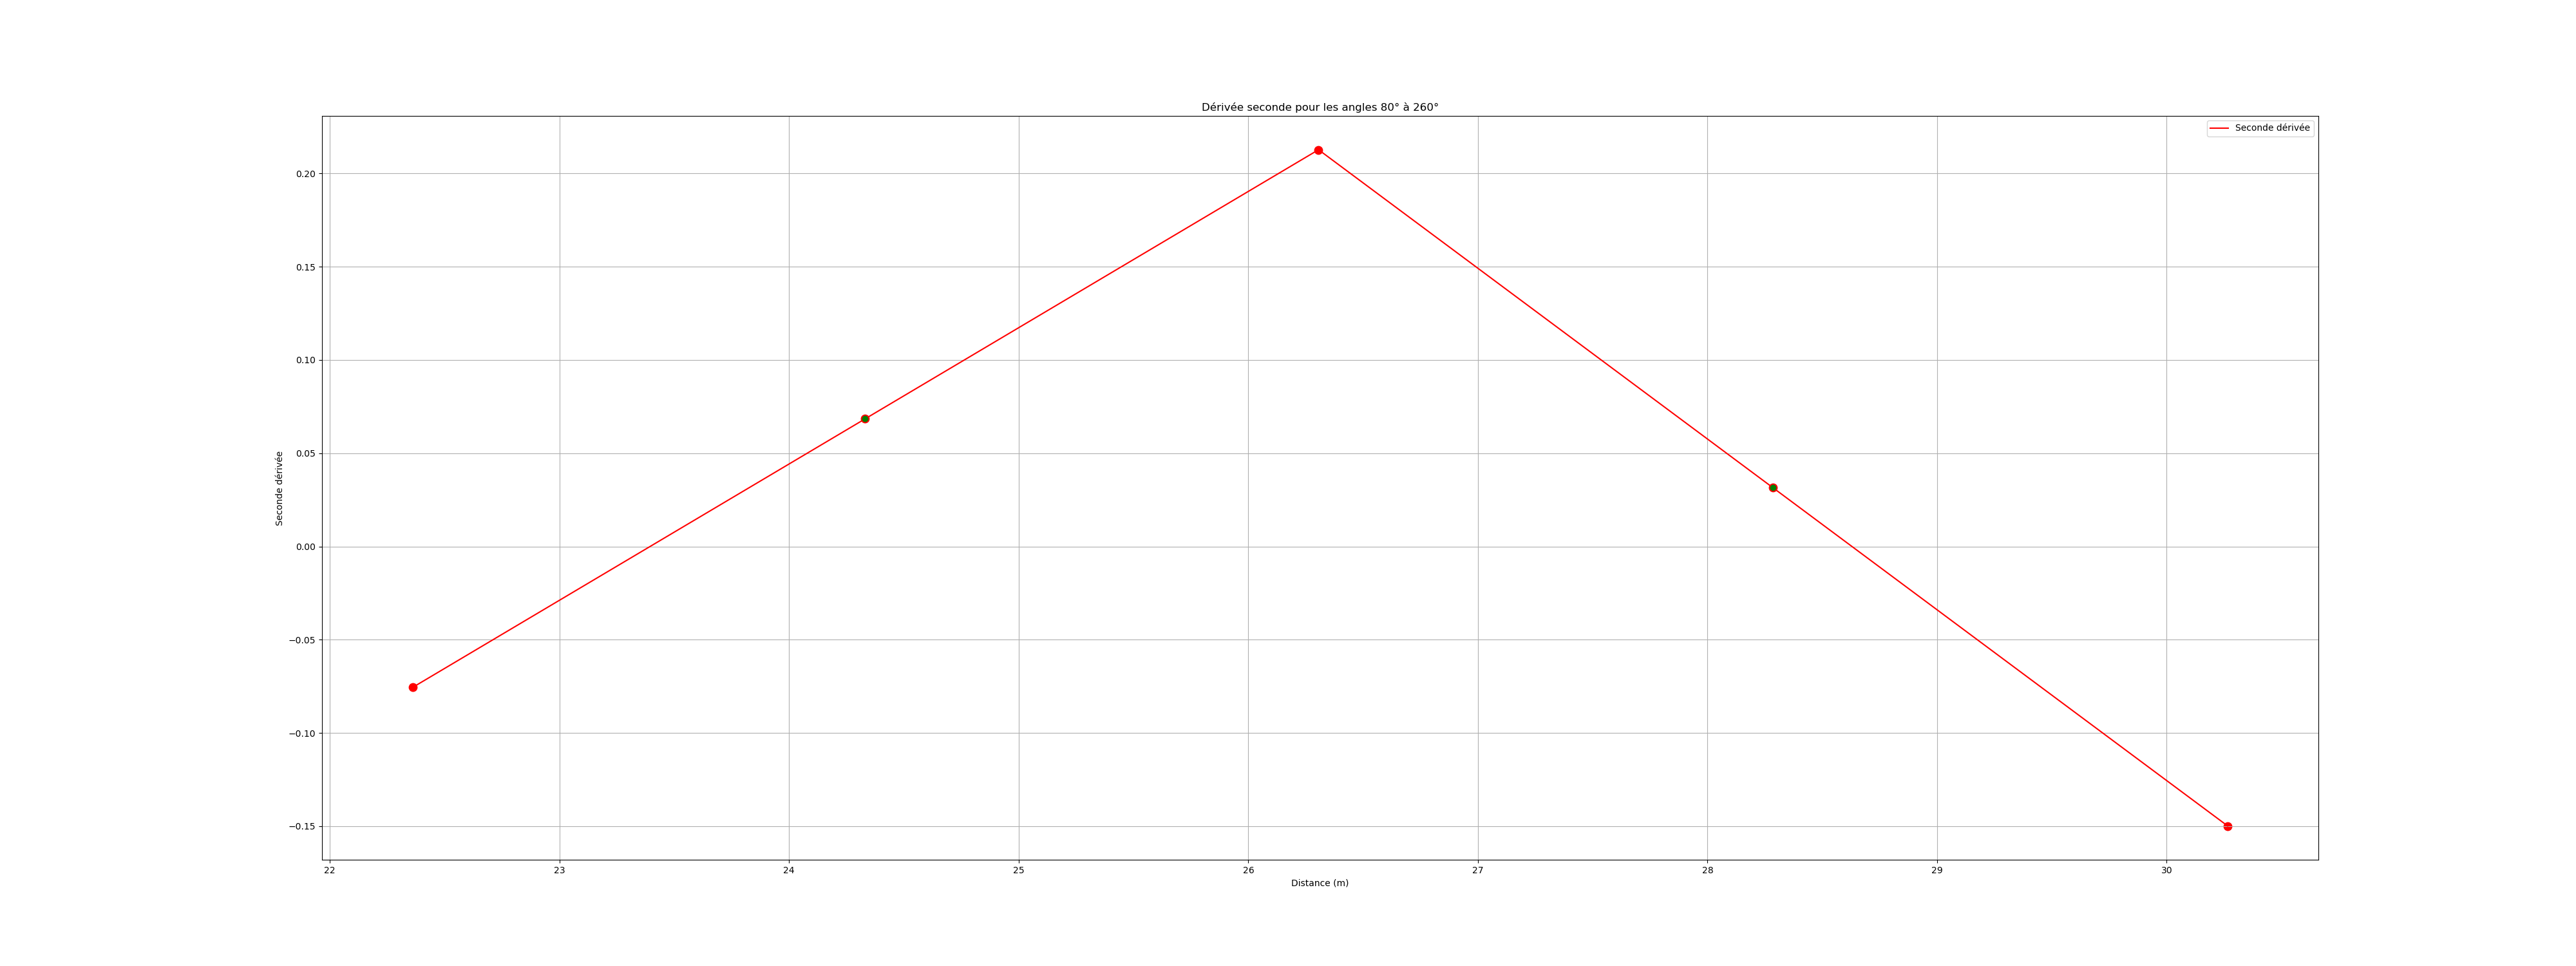 Dérivée seconde pour les angles 80° à 260°
Seconde dérivée
0.20
0.15
0.10
0.05
0.00
−0.05
−0.10
−0.15
Seconde dérivée
22 23 24 25 26 27 28 29 30
Distance (m)